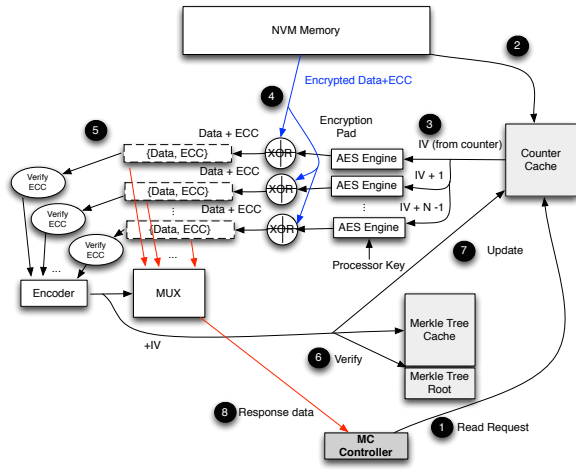 NVM Memory
2
Encrypted Data+ECC
4
Encryption
Pad
3
IV (from counter)
5
Data + ECC
{Data, ECC}
XOR
AES Engine
Counter
Cache
Verify
ECC
Data + ECC
{Data, ECC}
XOR
AES Engine
IV + 1
Verify
ECC
...
Data + ECC
...
IV + N -1
{Data, ECC}
XOR
AES Engine
Verify
ECC
7 Update
...
...
Processor Key
Encoder
MUX
+IV
Merkle Tree
Cache
6 Verify
Merkle Tree
Root
8 Response data
1 Read Request
MC
Controller